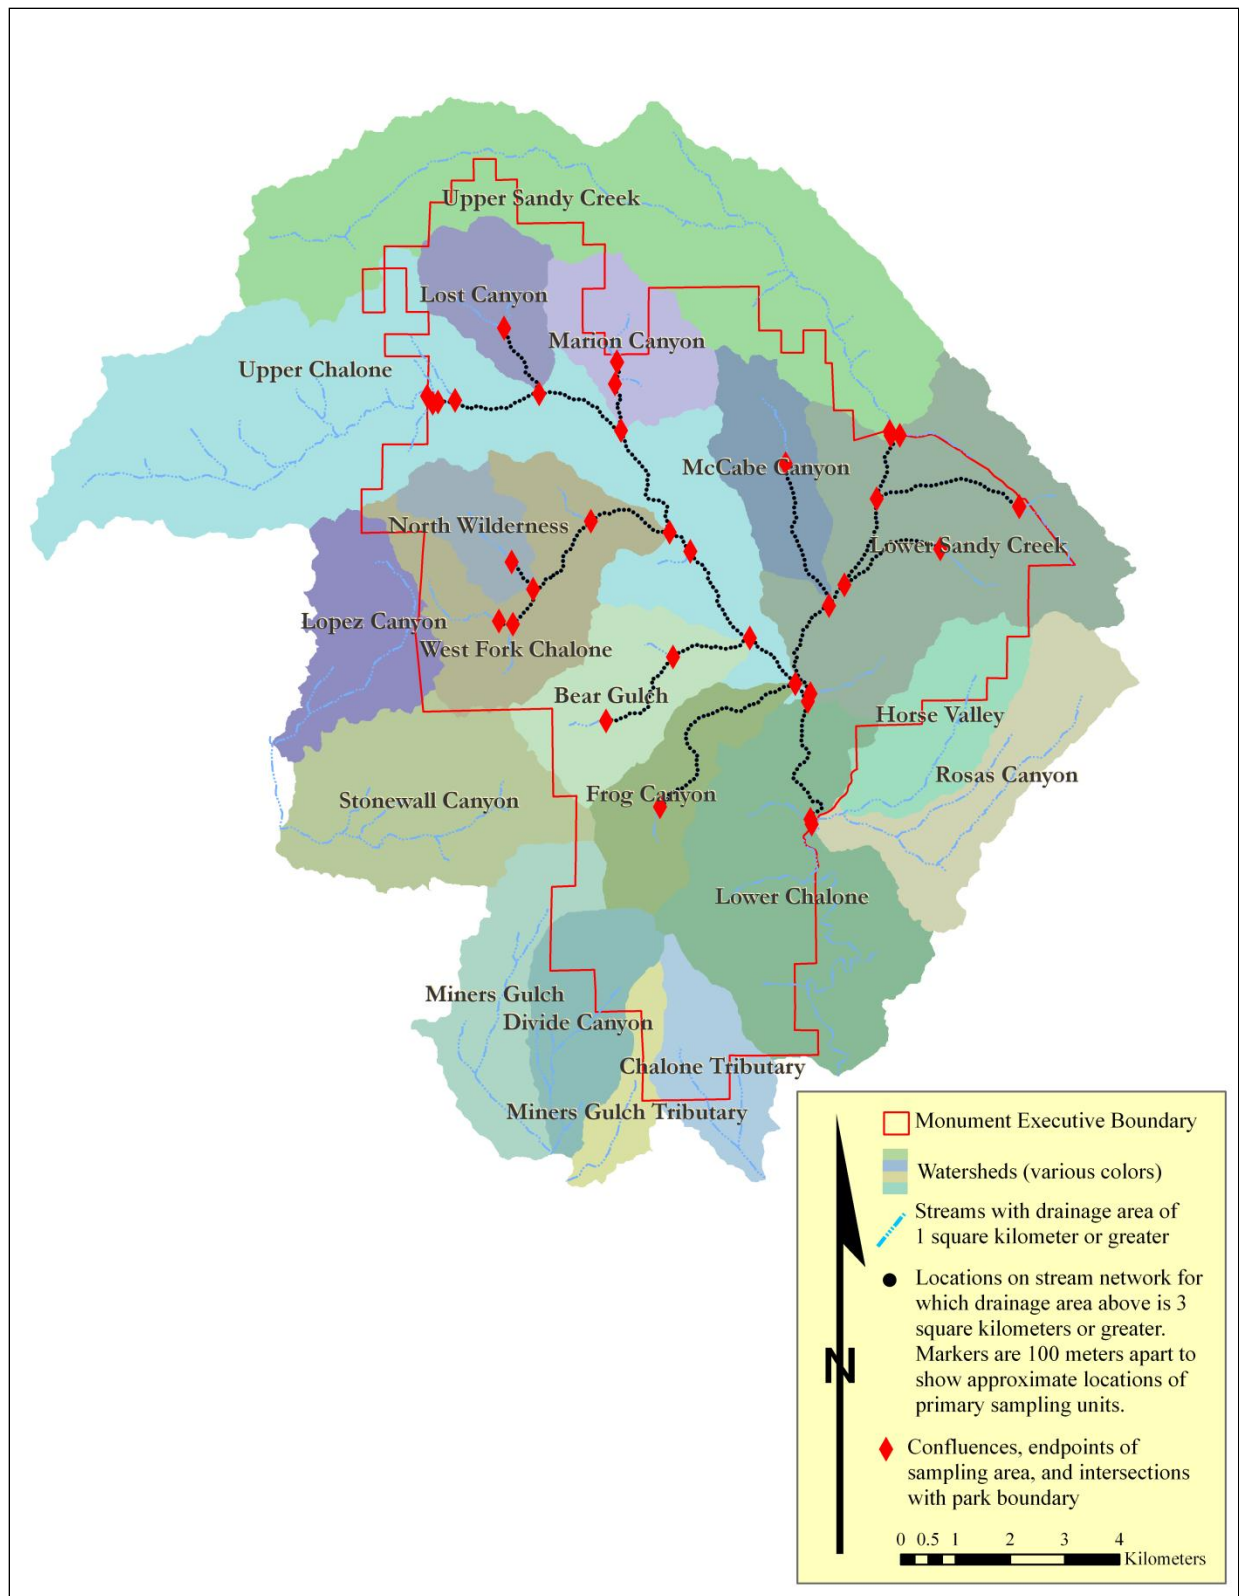 Upper Sandy Creek
Lost Canyon
Marion Canyon
Upper Chalone
McCabe Canyon
North Wilderness
Lower Sandy Creek
Lopez Canyon
West Fork Chalone
Bear Gulch
Horse Valley
Rosas Canyon
Stonewall Canyon
Frog Canyon
Lower Chalone
Miners Gulch
Divide Canyon
Chalone Tributary
Miners Gulch Tributary
Monument Executive Boundary
Watersheds (various colors)
Streams with drainage area of
1 square kilometer or greater
Locations on stream network for
which drainage area above is 3
square kilometers or greater.
Markers are 100 meters apart to
show approximate locations of
primary sampling units.
N
Confluences, endpoints of
sampling area, and intersections
with park boundary
0 0.5 1 2 3 4
Kilometers